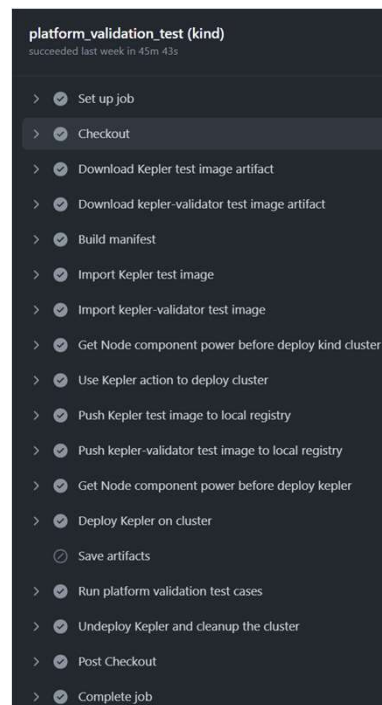 platform_validation_test (kind)
succeeded last week in 45m 43s
Set up job
Checkout
Download Kepler test image artifact
Download kepler-validator test image artifact
Build manifest
Import Kepler test image
Import kepler-validator test image
Get Node component power before deploy kind cluster
Use Kepler action to deploy cluster
Push Kepler test image to local registry
Push kepler-validator test image to local registry
Get Node component power before deploy kepler
Deploy Kepler on cluster
Save artifacts
Run platform validation test cases
Undeploy Kepler and cleanup the cluster
Post Checkout
Complete job